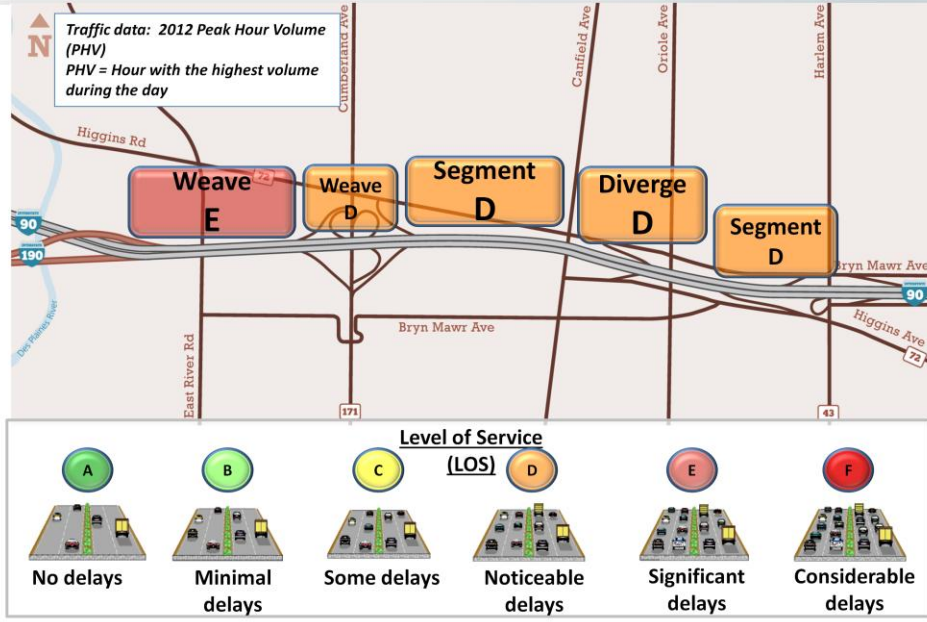 Traffic data: 2012 Peak Hour Volume
(PHV)
PHV = Hour with the highest volume
during the day
N
Cumberland Ave
Canfield Ave
Oriole Ave
Harlem Ave
Higgins Rd
72
Weave
E
Weave
D
Segment
D
Diverge
D
Segment
D
90
190
Bryn Mawr Ave
90
Des Plaines River
East River Rd
Bryn Mawr Ave
Higgins Ave
72
171
43
Level of Service
(LOS)
A
B
C
D
E
F
No delays
Minimal
delays
Some delays
Noticeable
delays
Significant
delays
Considerable
delays